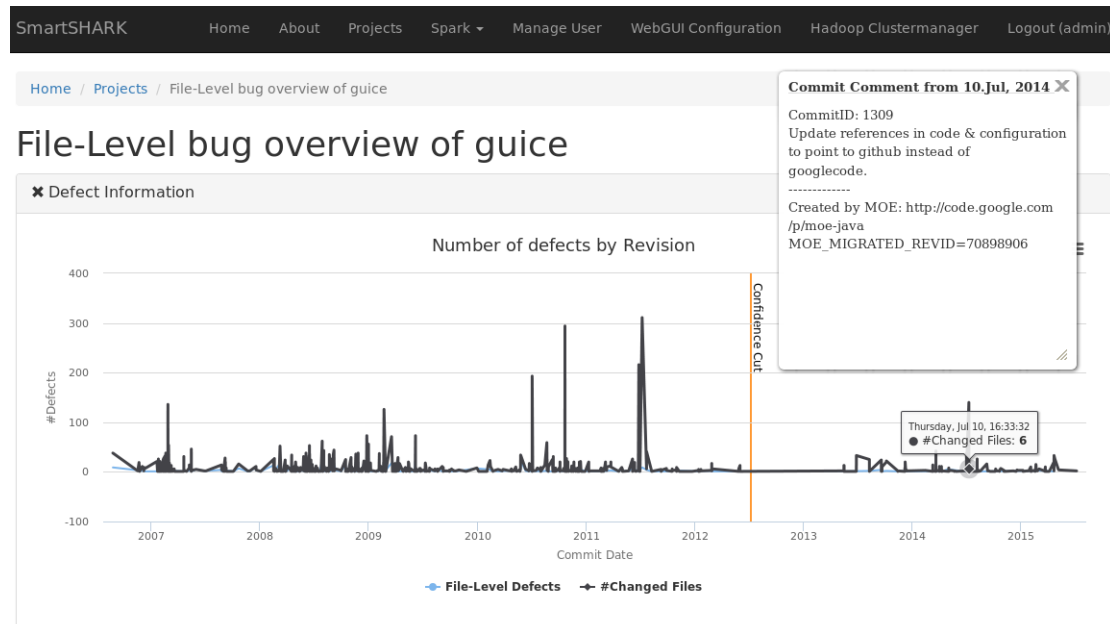 SmartSHARK Home About Projects Spark Manage User WebGUI Configuration Hadoop Clustermanager Logout (admin)
Home / Projects / File-Level bug overview of guice
File-Level bug overview of guice
Defect Information
Commit Comment from 10.Jul, 2014
CommitID: 1309
Update references in code & configuration
to point to github instead of
googlecode.
-------------
Created by MOE: http://code.google.com
/p/moe-java
MOE_MIGRATED_REVID=70898906
Number of defects by Revision
#Defects
400
300
200
100
0
-100
Confidence Cut
Thursday, Jul 10, 16:33:32
#Changed Files: 6
2007 2008 2009 2010 2011 2012 2013 2014 2015
Commit Date
File-Level Defects #Changed Files